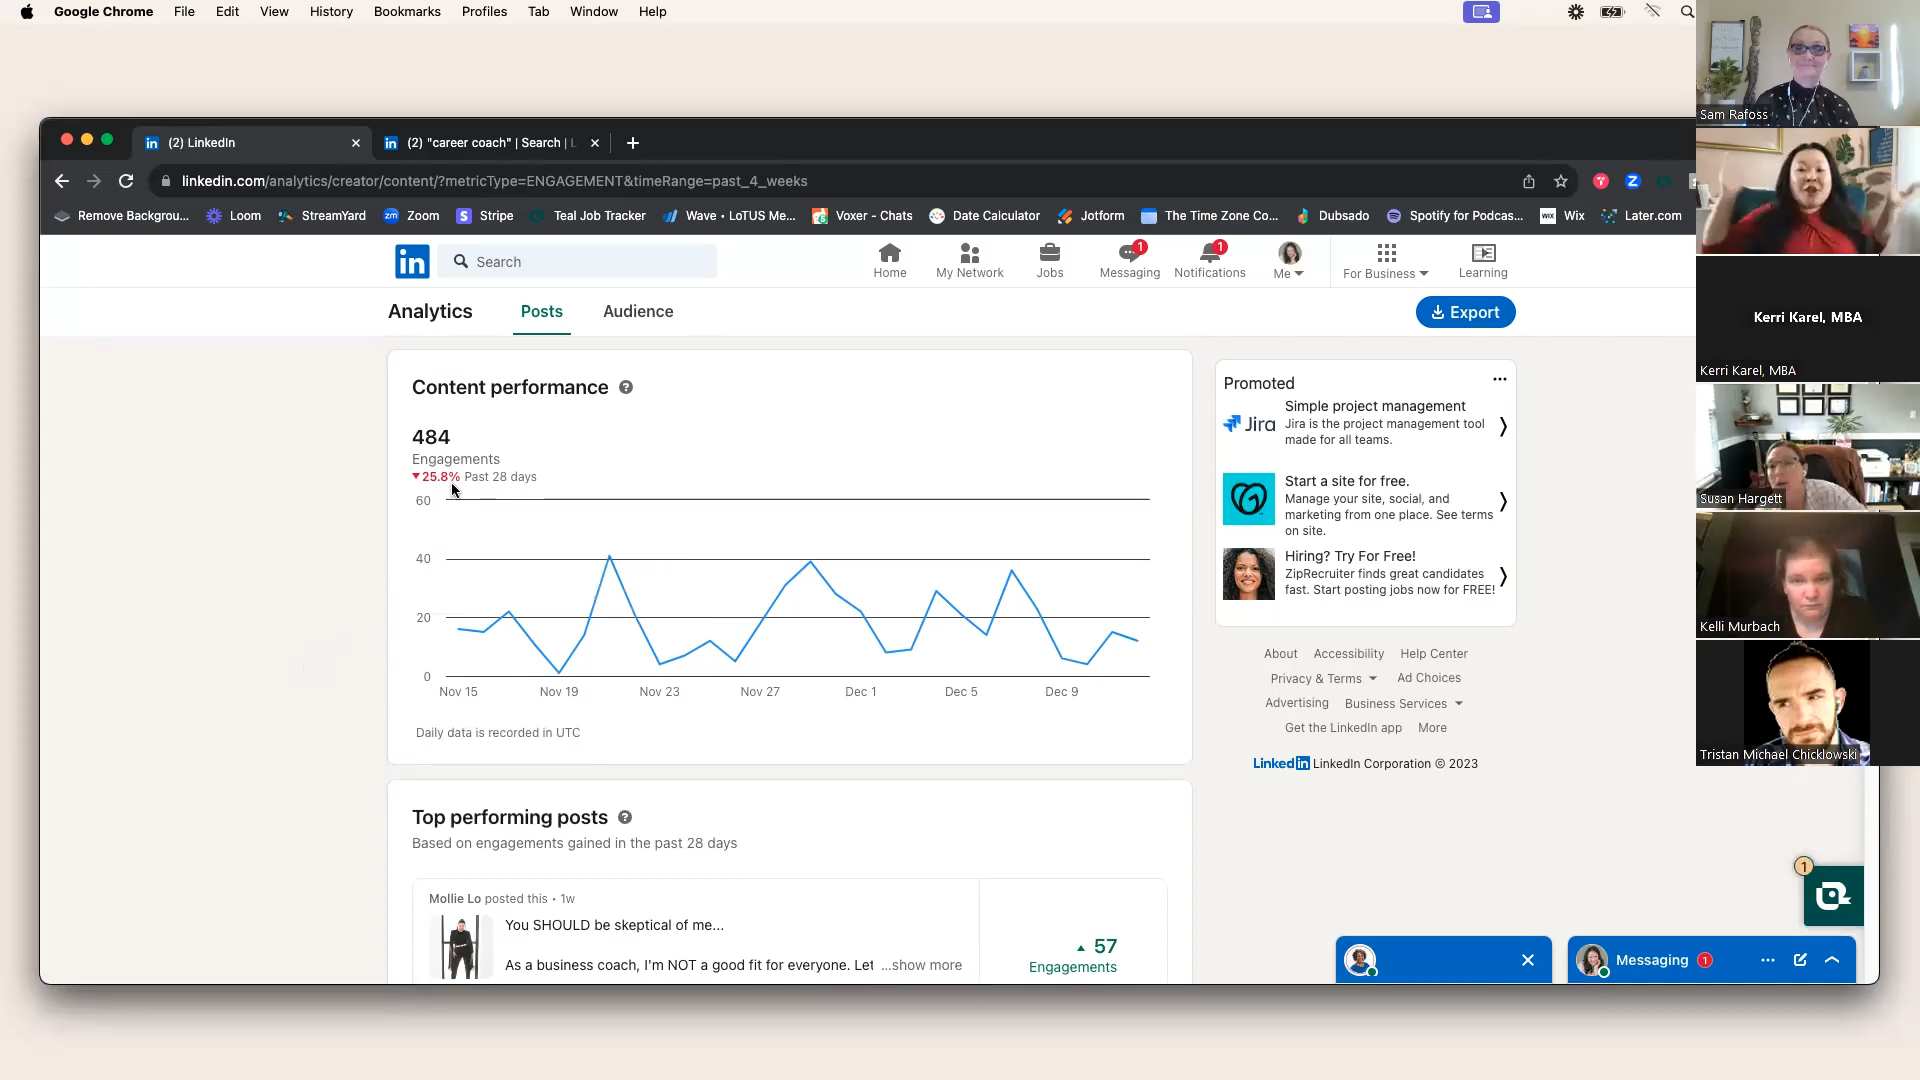 Google Chrome File Edit View History Bookmarks Profiles Tab Window Help
(2) LinkedIn
(2) "career coach" | Search | L
linkedin.com/analytics/creator/content/?metricType=ENGAGEMENT&timeRange=past_4_weeks
Remove Backgrou... Loom StreamYard Zoom Stripe Teal Job Tracker Wave • LoTUS Me... Voxer - Chats Date Calculator Jotform The Time Zone Co... Dubsado Spotify for Podcas... Wix Later.com
Search
Home
My Network
Jobs
1
Messaging
1
Notifications
Me
For Business
Learning
Analytics
Posts
Audience
Export
Content performance
484
Engagements
25.8% Past 28 days
60
40
20
0
Nov 15 Nov 19 Nov 23 Nov 27 Dec 1 Dec 5 Dec 9
Daily data is recorded in UTC
Top performing posts
Based on engagements gained in the past 28 days
Mollie Lo posted this • 1w
You SHOULD be skeptical of me...
As a business coach, I'm NOT a good fit for everyone. Let ...show more
57
Engagements
Promoted
Jira
Simple project management
Jira is the project management tool
made for all teams.
Start a site for free.
Manage your site, social, and
marketing from one place. See terms
on site.
Hiring? Try For Free!
ZipRecruiter finds great candidates
fast. Start posting jobs now for FREE!
About Accessibility Help Center
Privacy & Terms Ad Choices
Advertising Business Services
Get the LinkedIn app More
LinkedIn LinkedIn Corporation © 2023
1
Messaging 1
Sam Rafoss
Kerri Karel, MBA
Kerri Karel, MBA
Susan Hargett
Kelli Murbach
Tristan Michael Chicklowski